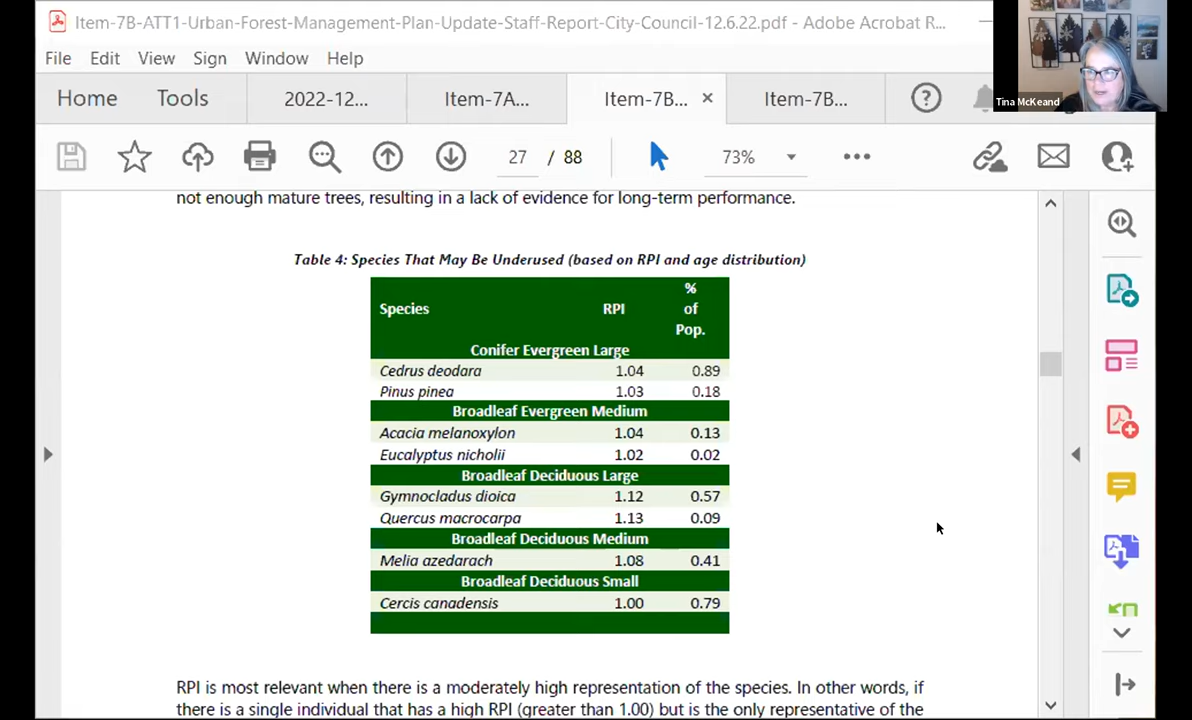 Item-7B-ATT1-Urban-Forest-Management-Plan-Update-Staff-Report-City-Council-12.6.22.pdf - Adobe Acrobat R...
File Edit View Window Help
Home Tools 2022-12... Item-7A... Item-7B... × Item-7B... ?
Tina McKeand
27 / 88 73%
not enough mature trees, resulting in a lack of evidence for long-term performance.
Table 4: Species That May Be Underused (based on RPI and age distribution)
Species RPI % of Pop.
Conifer Evergreen Large
Cedrus deodara 1.04 0.89
Pinus pinea 1.03 0.18
Broadleaf Evergreen Medium
Acacia melanoxylon 1.04 0.13
Eucalyptus nicholii 1.02 0.02
Broadleaf Deciduous Large
Gymnocladus dioica 1.12 0.57
Quercus macrocarpa 1.13 0.09
Broadleaf Deciduous Medium
Melia azedarach 1.08 0.41
Broadleaf Deciduous Small
Cercis canadensis 1.00 0.79
RPI is most relevant when there is a moderately high representation of the species. In other words, if
there is a single individual that has a high RPI (greater than 1.00) but is the only representative of the